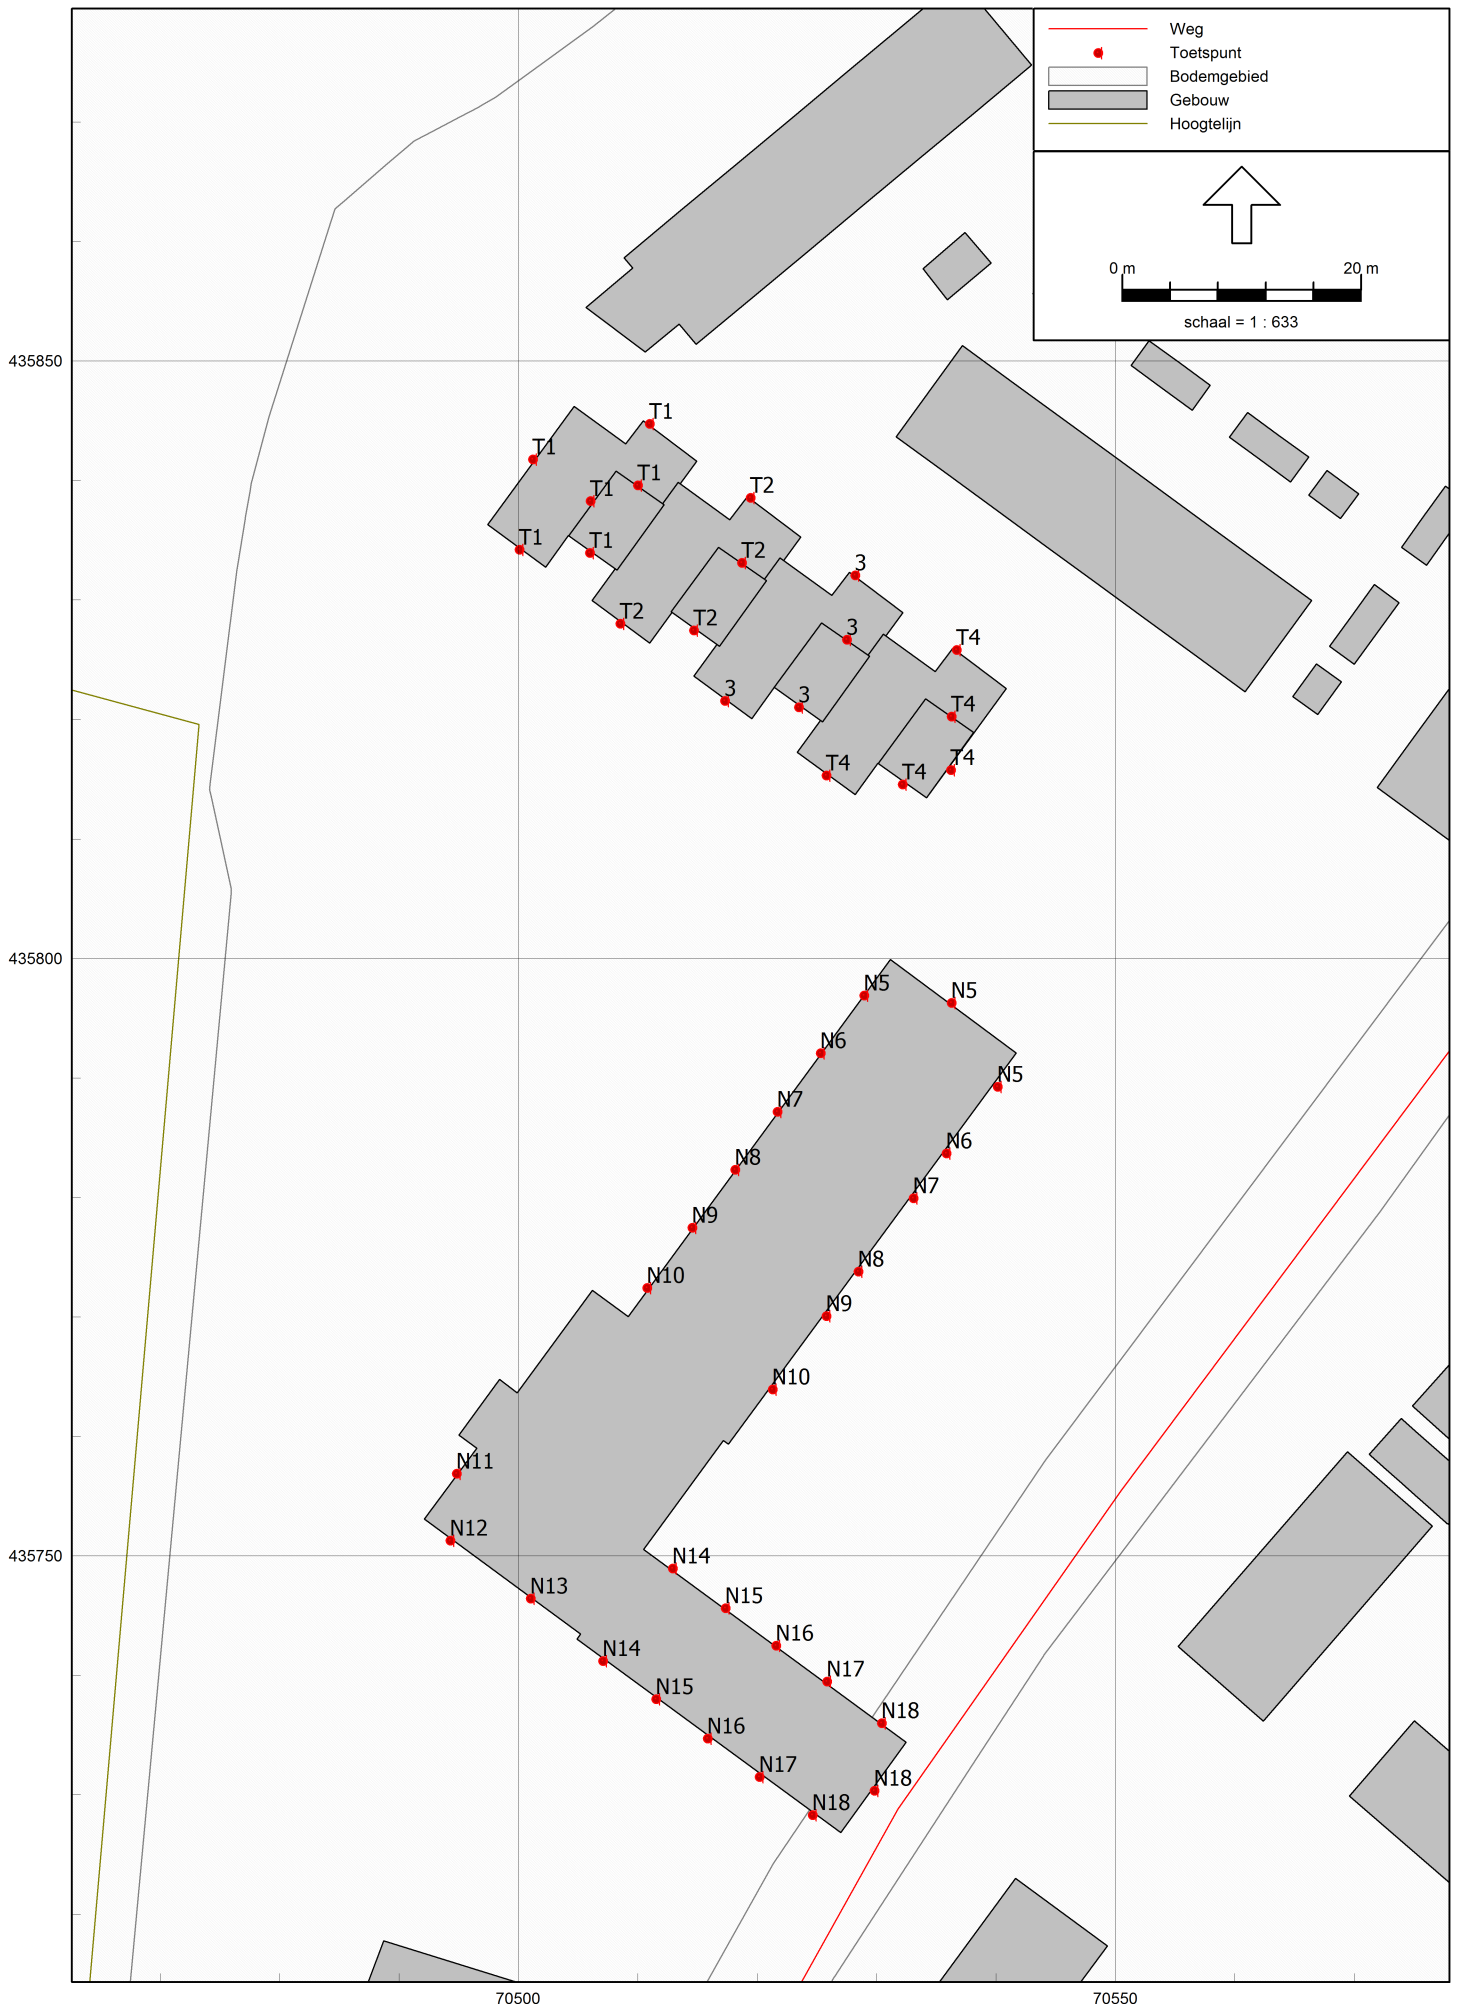 Weg
Toetspunt
Bodemgebied
Gebouw
Hoogtelijn
0 m 20 m
schaal = 1 : 633
435850
T1
T1
T1
T1
T2
T1
T1
T2
3
T2
T2
3
T4
3
3
T4
T4
T4
T4
435800
N5
N5
N6
N5
N7
N6
N8
N7
N9
N8
N10
N9
N10
N11
N12
435750
N14
N13
N15
N16
N14
N17
N15
N18
N16
N17
N18
N18
70500 70550